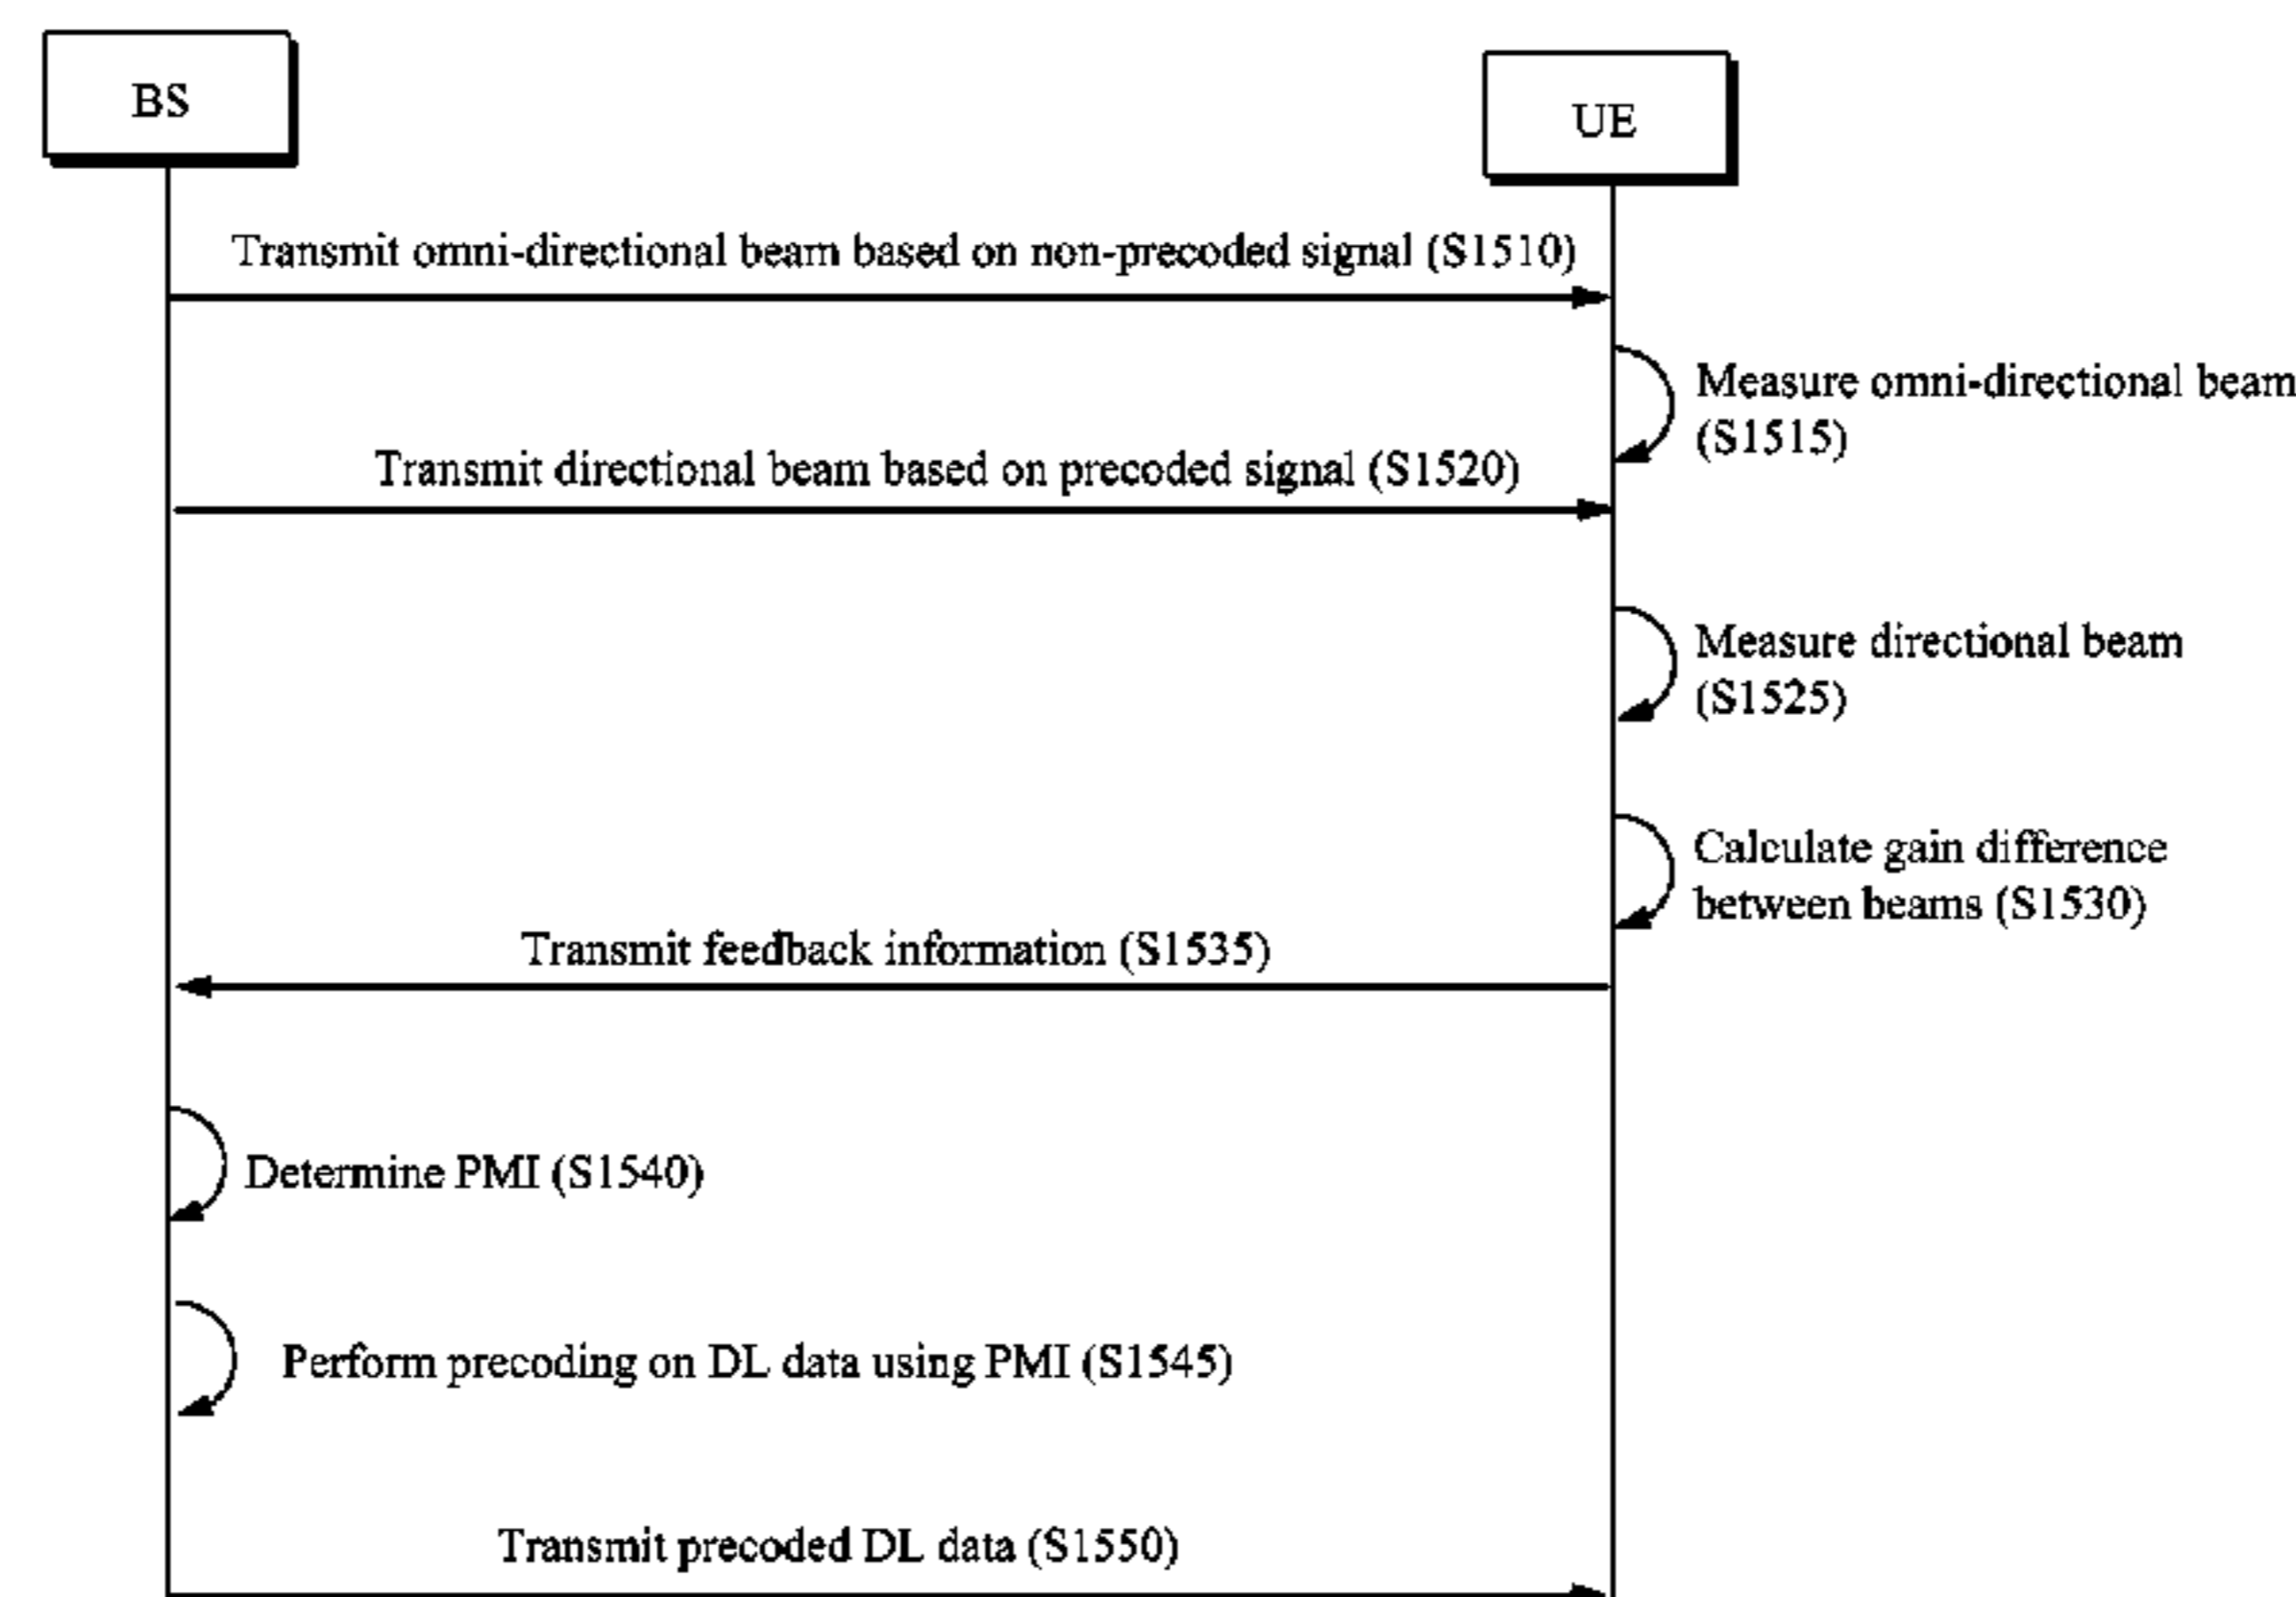 BS
UE
Transmit omni-directional beam based on non-precoded signal (S1510)
Measure omni-directional beam
(S1515)
Transmit directional beam based on precoded signal (S1520)
Measure directional beam
(S1525)
Calculate gain difference
between beams (S1530)
Transmit feedback information (S1535)
Determine PMI (S1540)
Perform precoding on DL data using PMI (S1545)
Transmit precoded DL data (S1550)